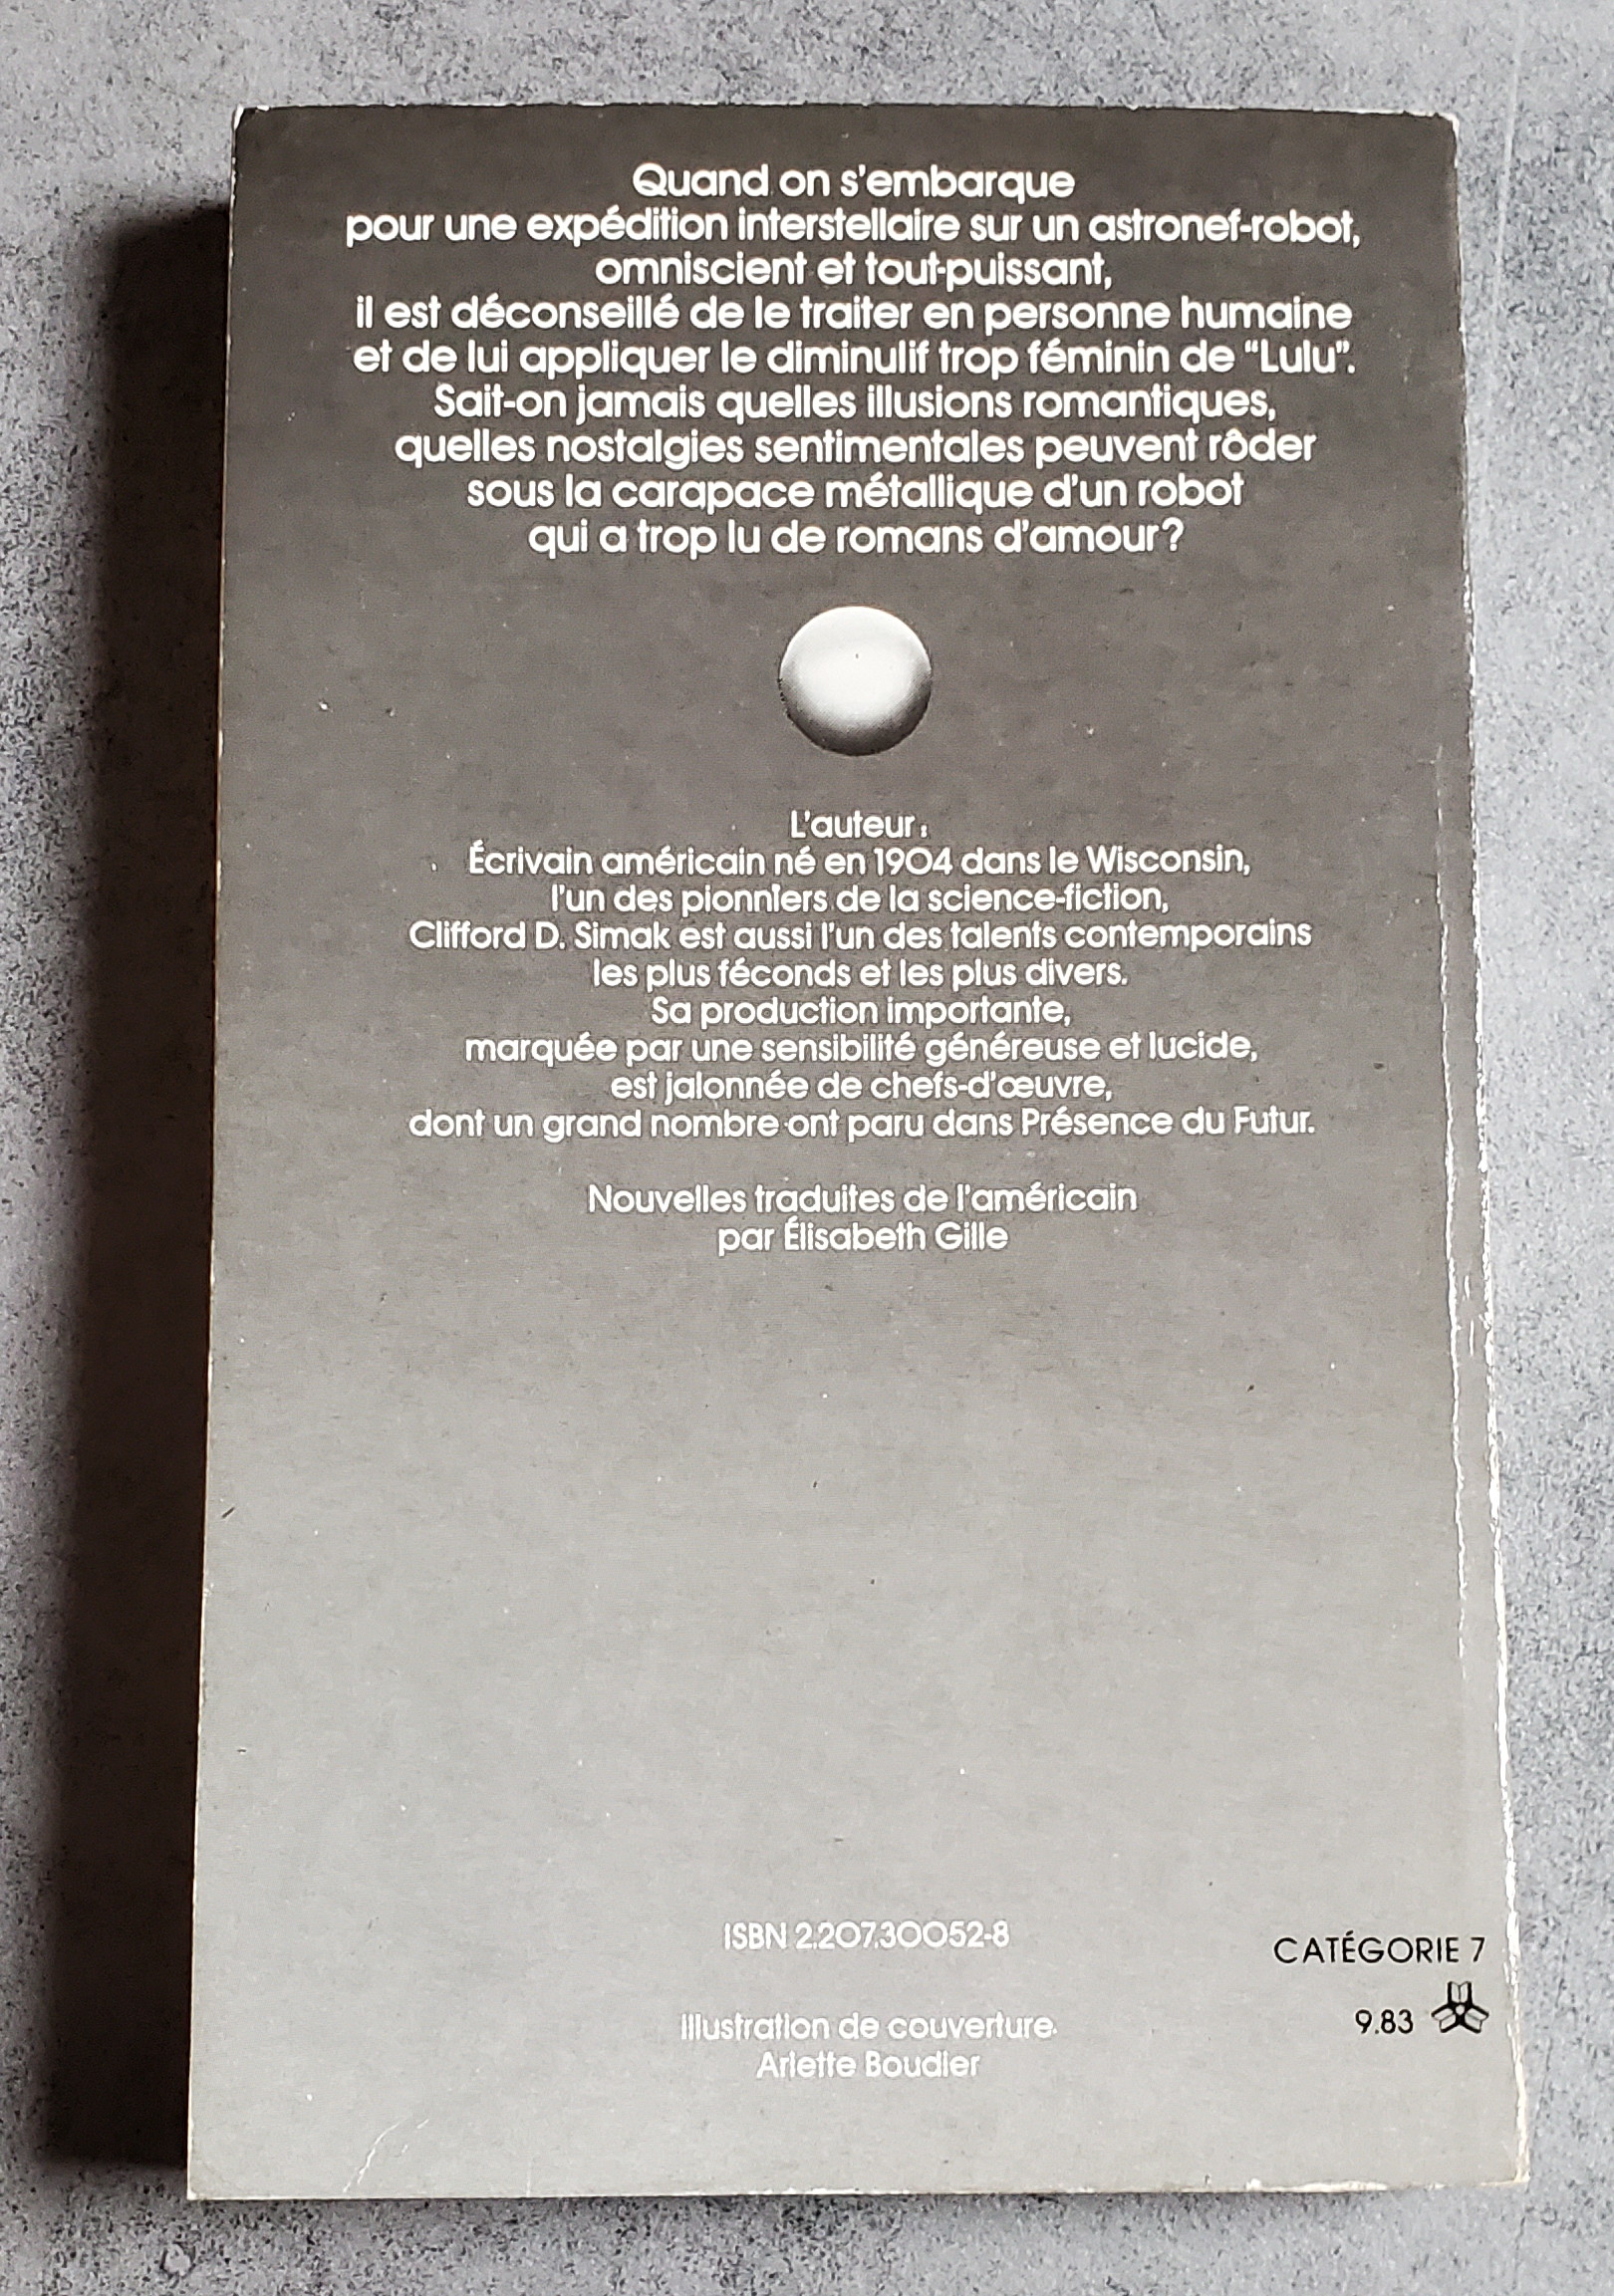 Quand on s'embarque
pour une expédition interstellaire sur un astronef-robot,
omniscient et tout-puissant,
il est déconseillé de le traiter en personne humaine
et de lui appliquer le diminulif trop féminin de "Lulu".
Sait-on jamais quelles illusions romantiques,
quelles nostalgies sentimentales peuvent rôder
sous la carapace métallique d'un robot
qui a trop lu de romans d'amour?
L'auteur:
Écrivain américain né en 1904 dans le Wisconsin,
l'un des pionniers de la science-fiction,
Clifford D. Simak est aussi l'un des talents contemporains
les plus féconds et les plus divers.
Sa production importante,
marquée par une sensibilité généreuse et lucide,
est jalonnée de chefs-d'œuvre,
dont un grand nombre ont paru dans Présence du Futur.
Nouvelles traduites de l'américain
par Élisabeth Gille
ISBN 2.207.30052-8
CATÉGORIE 7
9.83
Illustration de couverture
Arlette Boudier